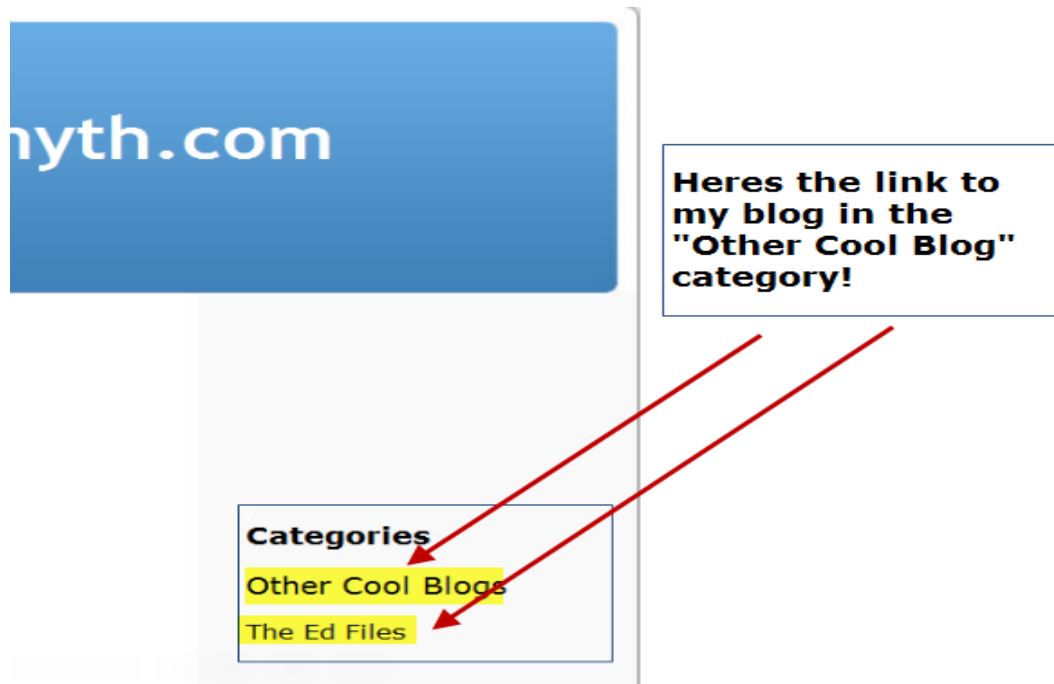 nyth.com
Heres the link to
my blog in the
"Other Cool Blog"
category!
Categories
Other Cool Blogs
The Ed Files